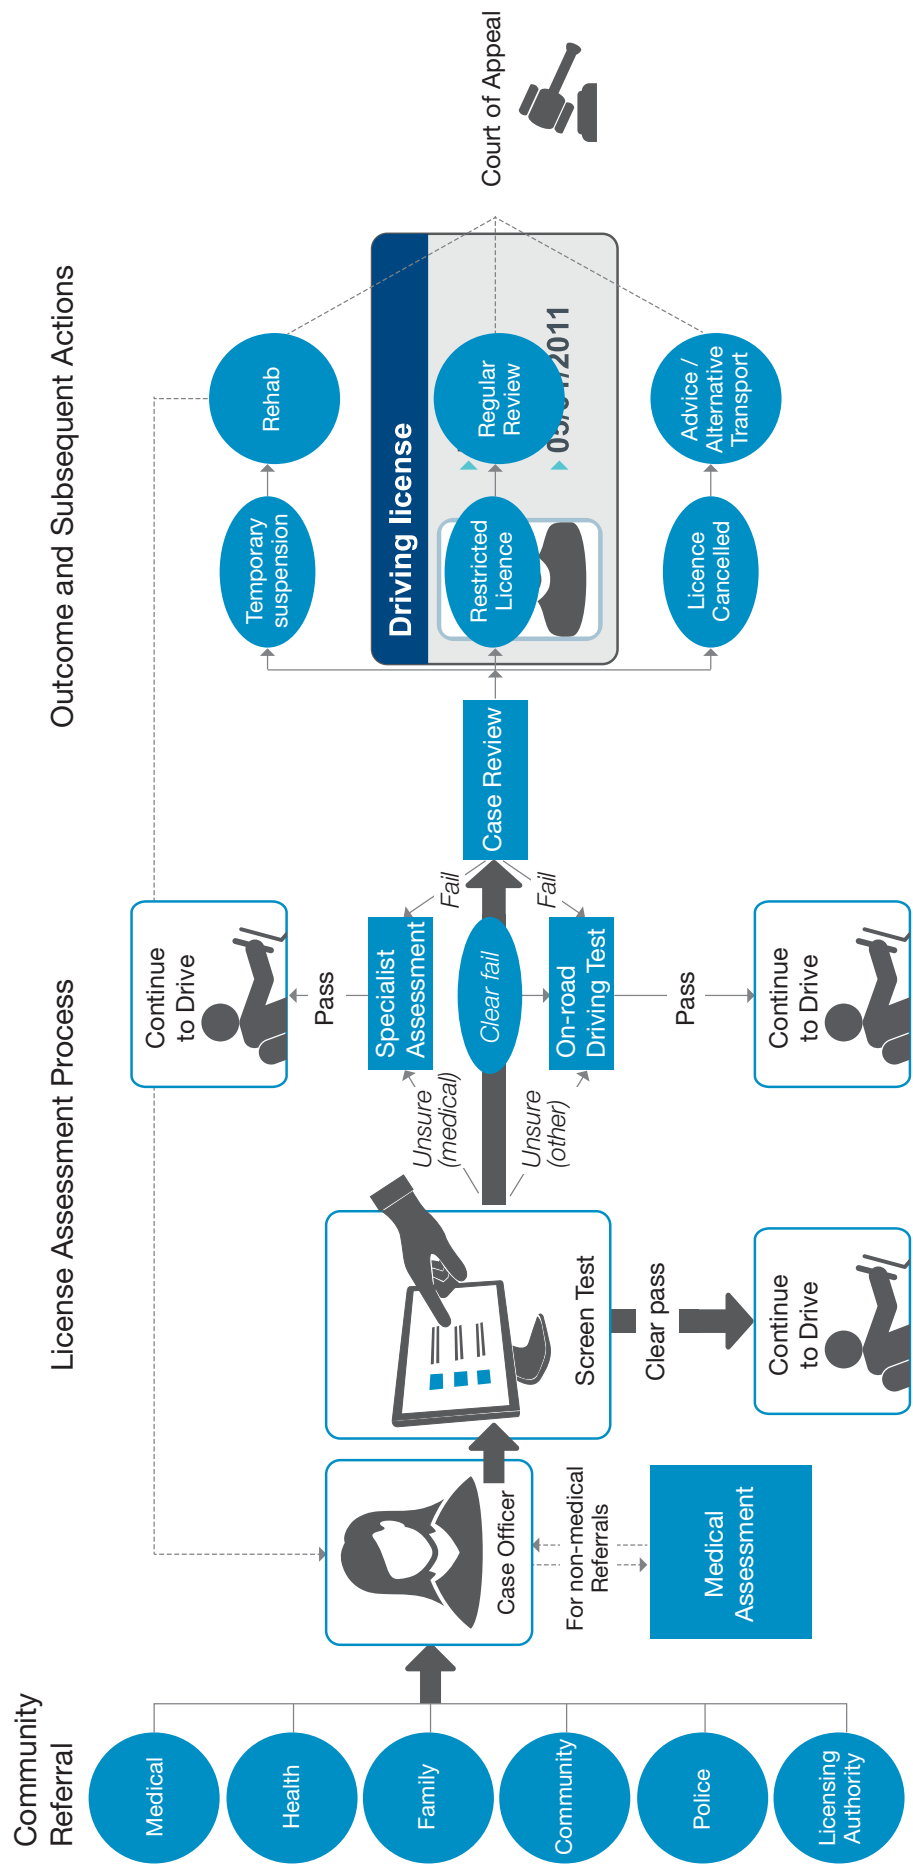 Community
Referral
License Assessment Process
Outcome and Subsequent Actions
Medical
Health
Family
Community
Police
Licensing
Authority
Case Officer
For non-medical
Referrals
Medical
Assessment
Screen Test
Clear pass
Continue
to Drive
Unsure
(medical)
Unsure
(other)
Continue
to Drive
Pass
Specialist
Assessment
Clear fail
On-road
Driving Test
Pass
Continue
to Drive
Fail
Fail
Case Review
Driving license
Temporary
suspension
Restricted
Licence
Licence
Cancelled
Rehab
Regular
Review
Advice /
Alternative
Transport
Court of Appeal